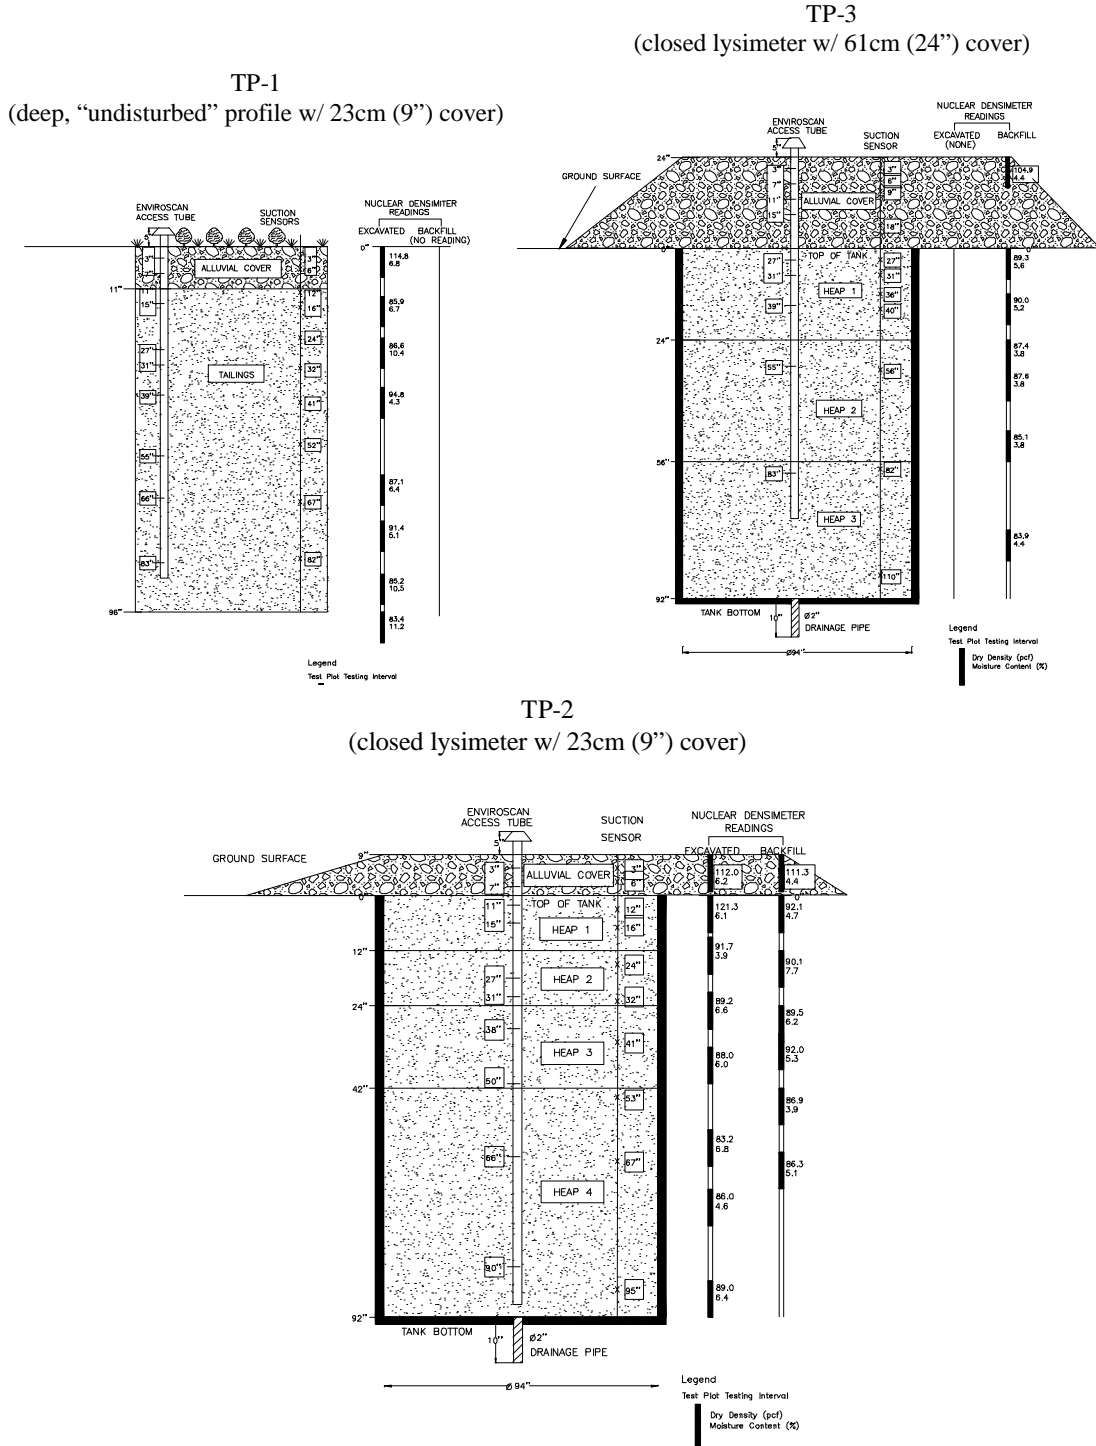 TP-3
(closed lysimeter w/ 61cm (24”) cover)
TP-1
(deep, “undisturbed” profile w/ 23cm (9”) cover)
ENVIROSCAN
ACCESS TUBE
SUCTION
SENSORS
NUCLEAR DENSIMITER
READINGS
EXCAVATED
BACKFILL
(NO READING)
0"
3"
7"
11"
15"
27"
31"
39"
55"
66"
83"
11"
96"
ALLUVIAL COVER
TAILINGS
3"
6"
12"
16"
24"
32"
41"
52"
67"
82"
114.8
6.8
85.9
6.7
86.6
10.4
94.8
4.3
87.1
6.4
91.4
5.1
85.2
10.5
83.4
11.2
Legend
Test Plot Testing Interval
NUCLEAR DENSIMETER
READINGS
ENVIROSCAN
ACCESS TUBE
SUCTION
SENSOR
EXCAVATED
(NONE)
BACKFILL
5"
24"
GROUND SURFACE
3"
7"
11"
15"
ALLUVIAL COVER
3"
6"
9"
18"
104.9
4.4
0"
TOP OF TANK
27"
31"
39"
55"
83"
HEAP 1
HEAP 2
HEAP 3
27"
31"
36"
40"
56"
82"
110"
24"
56"
92"
89.3
5,6
90.0
5,2
87.4
3.8
87.6
3.8
85.1
3.8
83.9
4.4
TANK BOTTOM
10"
Ø2"
DRAINAGE PIPE
Ø94"
Legend
Test Plot Testing Interval
Dry Density (pcf)
Moisture Content (%)
TP-2
(closed lysimeter w/ 23cm (9”) cover)
ENVIROSCAN
ACCESS TUBE
SUCTION
SENSOR
NUCLEAR DENSIMETER
READINGS
EXCAVATED
BACKFILL
5"
9"
GROUND SURFACE
3"
7"
ALLUVIAL COVER
3"
6"
112.0
6.2
111.3
4.4
0"
TOP OF TANK
11"
15"
27"
31"
38"
50"
66"
90"
HEAP 1
HEAP 2
HEAP 3
HEAP 4
12"
16"
24"
32"
41"
53"
67"
95"
12"
24"
42"
92"
121.3
6.1
91.7
3.9
89.2
6.6
88.0
6.0
83.2
6.8
86.0
4.6
89.0
6.4
92.1
4.7
90.1
7.7
89.5
6.2
92.0
5.3
86.9
3.9
86.3
5.1
TANK BOTTOM
10"
Ø2"
DRAINAGE PIPE
Ø 94"
Legend
Test Plot Testing Interval
Dry Density (pcf)
Moisture Content (%)